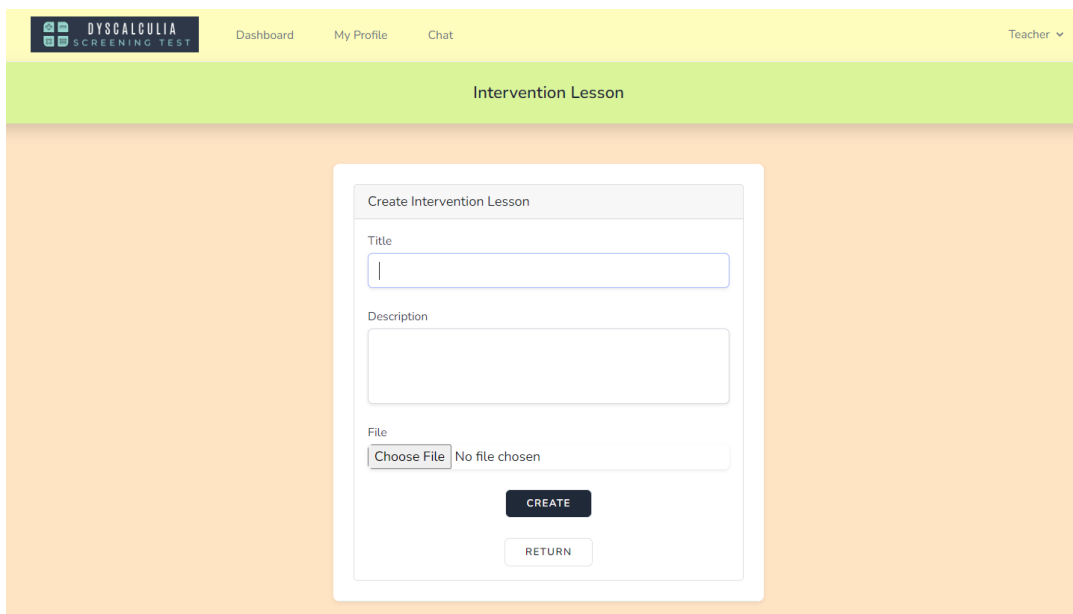 DYSCALCULIA
SCREENING TEST
Dashboard My Profile Chat Teacher
Intervention Lesson
Create Intervention Lesson
Title
Description
File
Choose File No file chosen
CREATE
RETURN